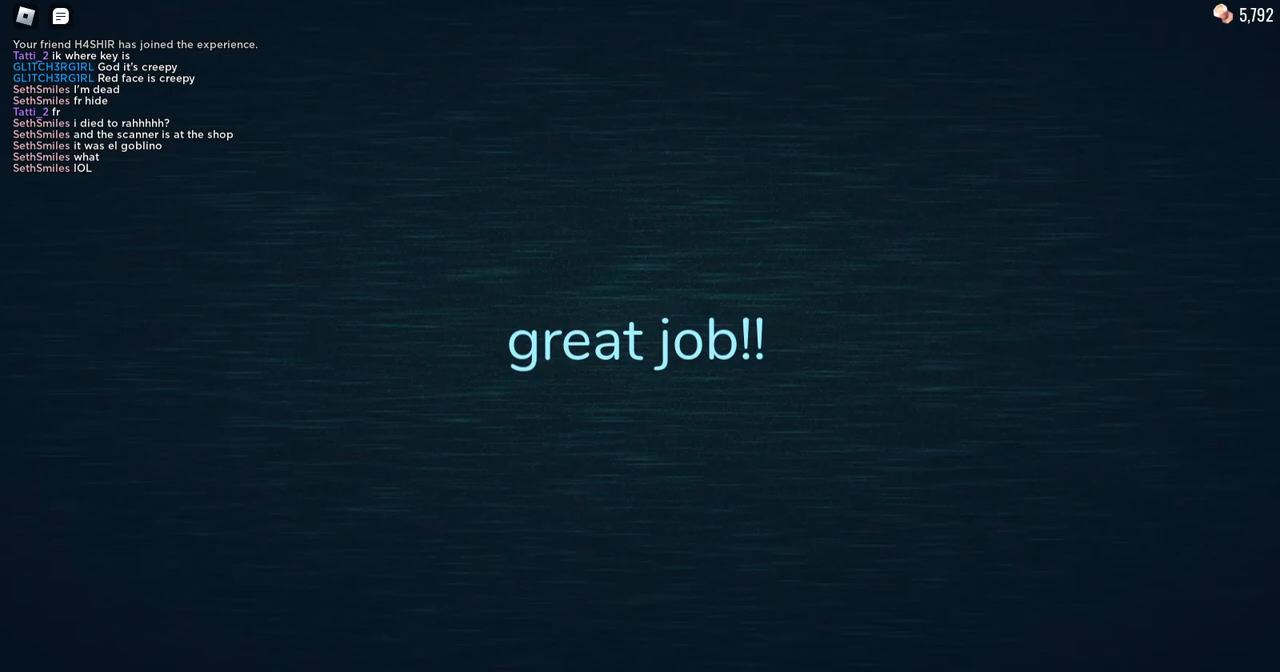 5,792
Your friend H4SHIR has joined the experience.
Tatti_2 ik where key is
GL1TCH3RG1RL God it's creepy
GL1TCH3RG1RL Red face is creepy
SethSmiles I'm dead
SethSmiles fr hide
Tatti_2 fr
SethSmiles i died to rahhhhh?
SethSmiles and the scanner is at the shop
SethSmiles it was el goblino
SethSmiles what
SethSmiles lOL
great job!!